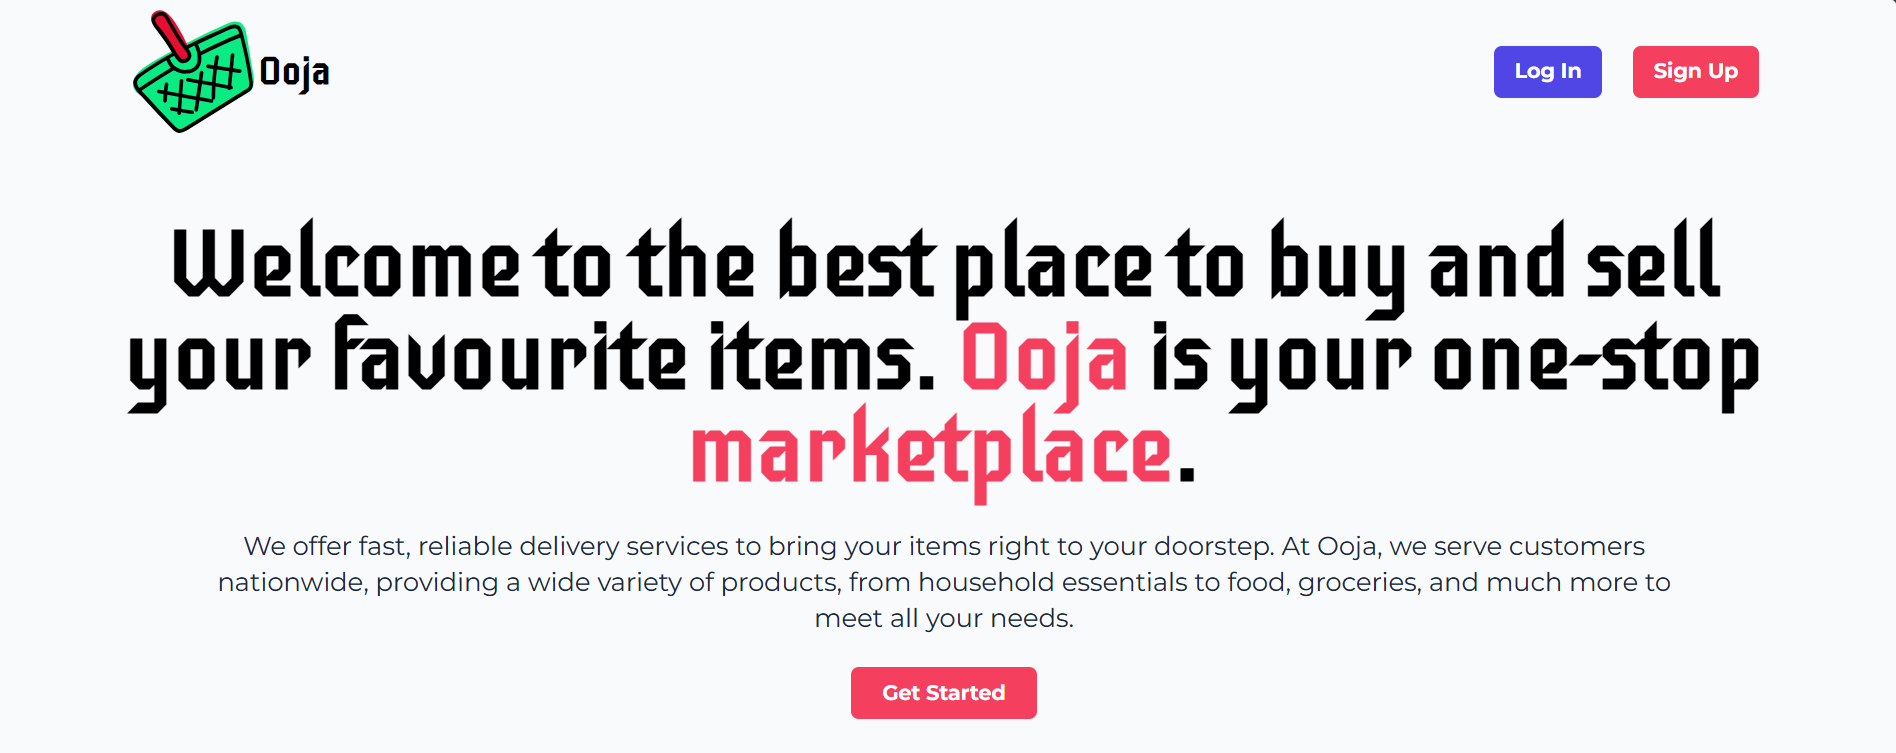 Ooja
Log In
Sign Up
Welcome to the best place to buy and sell
your favourite items. Ooja is your one-stop
marketplace.
We offer fast, reliable delivery services to bring your items right to your doorstep. At Ooja, we serve customers
nationwide, providing a wide variety of products, from household essentials to food, groceries, and much more to
meet all your needs.
Get Started